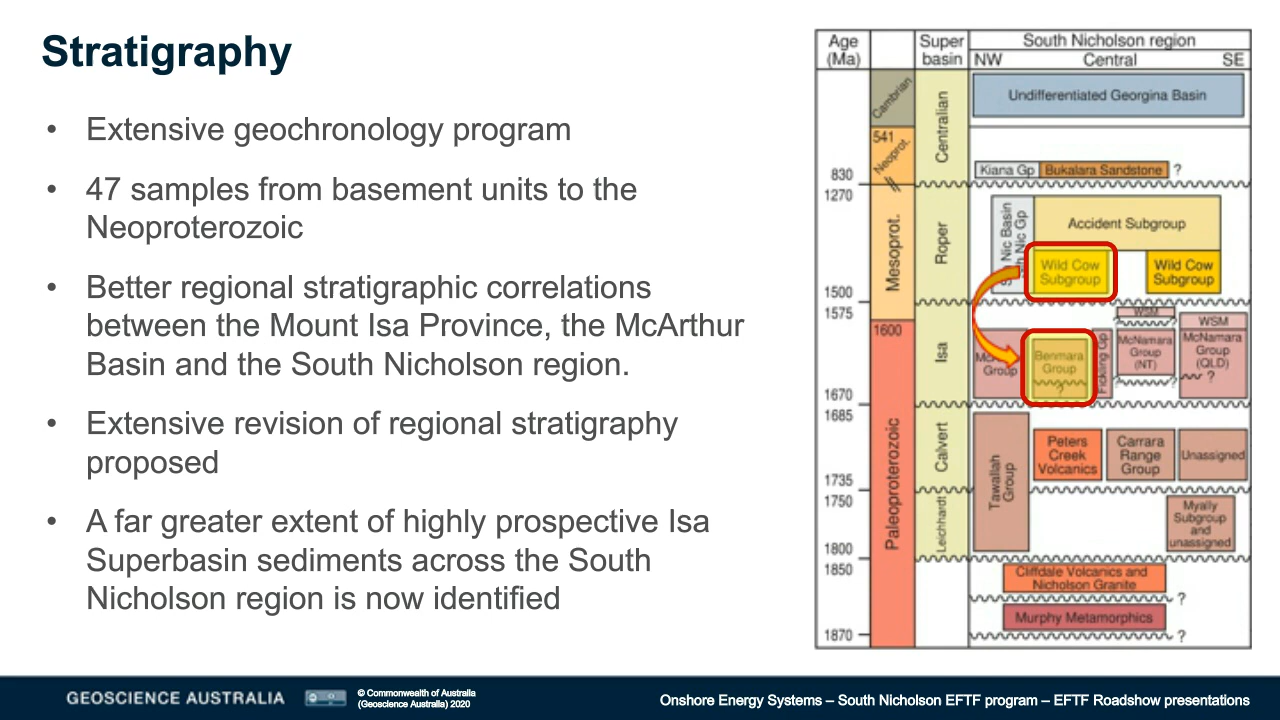 Stratigraphy
• Extensive geochronology program
• 47 samples from basement units to the
Neoproterozoic
• Better regional stratigraphic correlations
between the Mount Isa Province, the McArthur
Basin and the South Nicholson region.
• Extensive revision of regional stratigraphy
proposed
• A far greater extent of highly prospective Isa
Superbasin sediments across the South
Nicholson region is now identified
Age
(Ma)
Super
basin
South Nicholson region
NW Central SE
Cambrian
541
Neoprot.
Mesoprot.
1600
Paleoproterozoic
830
1270
1500
1575
1670
1685
1735
1750
1800
1850
1870
Centralian
Roper
Isa
Calvert
Leichhardt
Undifferentiated Georgina Basin
Kiana Gp
Bukalara Sandstone
?
Nic Basin
Nic Gp
Accident Subgroup
Wild Cow
Subgroup
Wild Cow
Subgroup
Group
Benmara
Group
?
Fickling Gp
WSM
McNamara
Group
(NT)
?
?
WSM
McNamara
Group
(QLD)
?
Tawallah
Group
Peters
Creek
Volcanics
Carrara
Range
Group
Unassigned
Myally
Subgroup
and
unassigned
Cliffdale Volcanics and
Nicholson Granite
?
Murphy Metamorphics
?
GEOSCIENCE AUSTRALIA
© Commonwealth of Australia
(Geoscience Australia) 2020
Onshore Energy Systems – South Nicholson EFTF program – EFTF Roadshow presentations